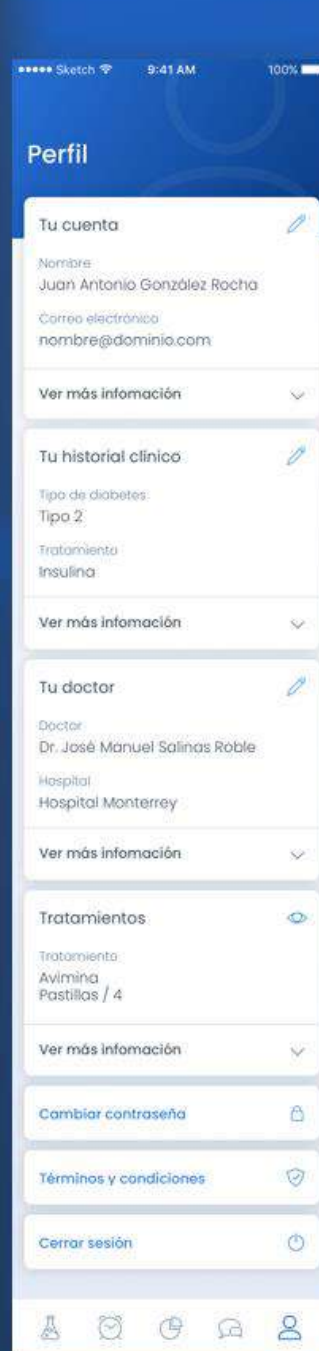 Sketch 9:41 AM 100%
Perfil
Tu cuenta
Nombre
Juan Antonio González Rocha
Correo electrónico
nombre@dominio.com
Ver más infomación
Tu historial clínico
Tipo de diabetes
Tipo 2
Tratamiento
Insulina
Ver más infomación
Tu doctor
Doctor
Dr. José Manuel Salinas Roble
Hospital
Hospital Monterrey
Ver más infomación
Tratamientos
Tratamiento
Avimina
Pastillas / 4
Ver más infomación
Cambiar contraseña
Términos y condiciones
Cerrar sesión